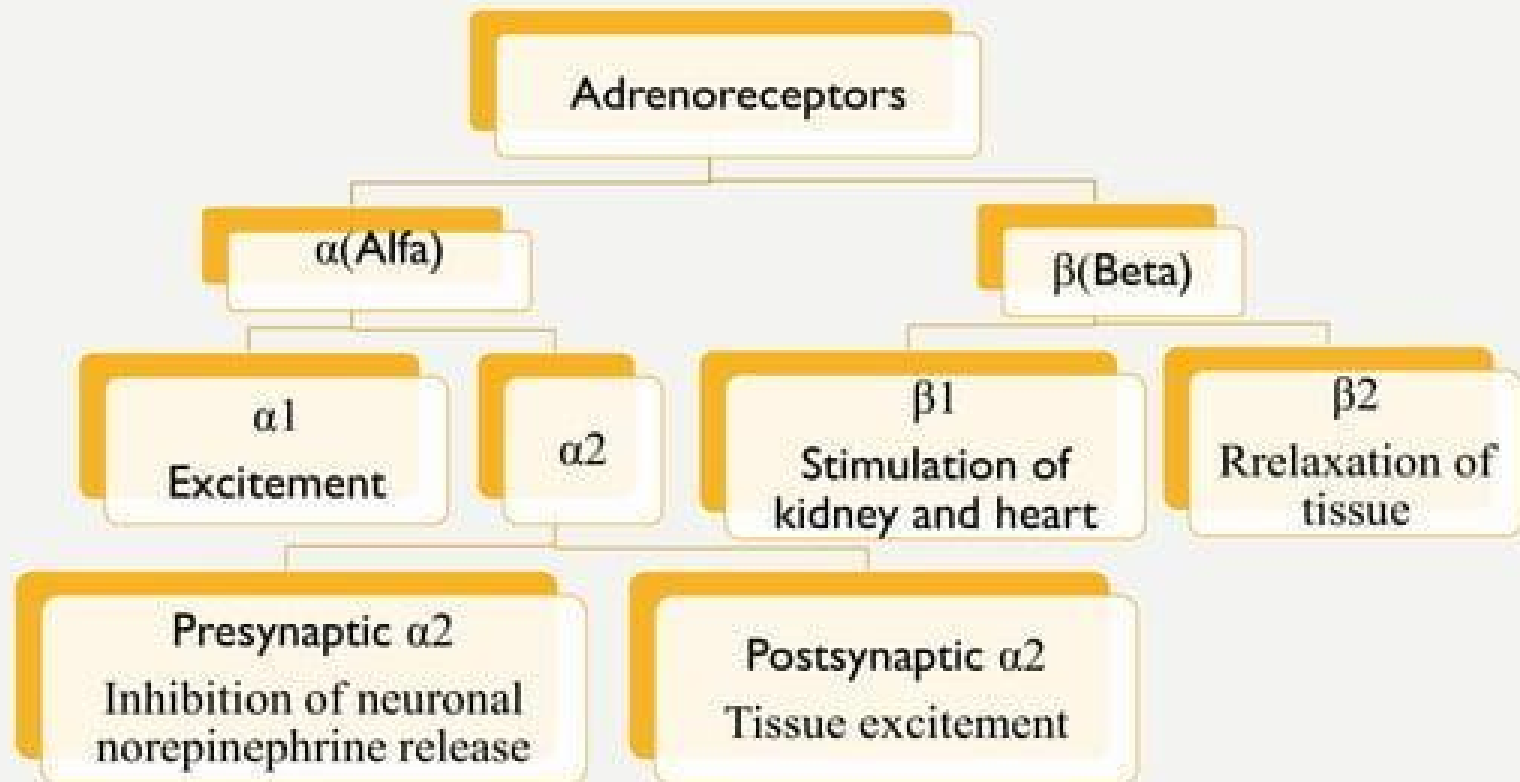 Adrenoreceptors
α(Alfa)
β(Beta)
α1
Excitement
α2
β1
Stimulation of
kidney and heart
β2
Rrelaxation of
tissue
Presynaptic α2
Inhibition of neuronal
norepinephrine release
Postsynaptic α2
Tissue excitement